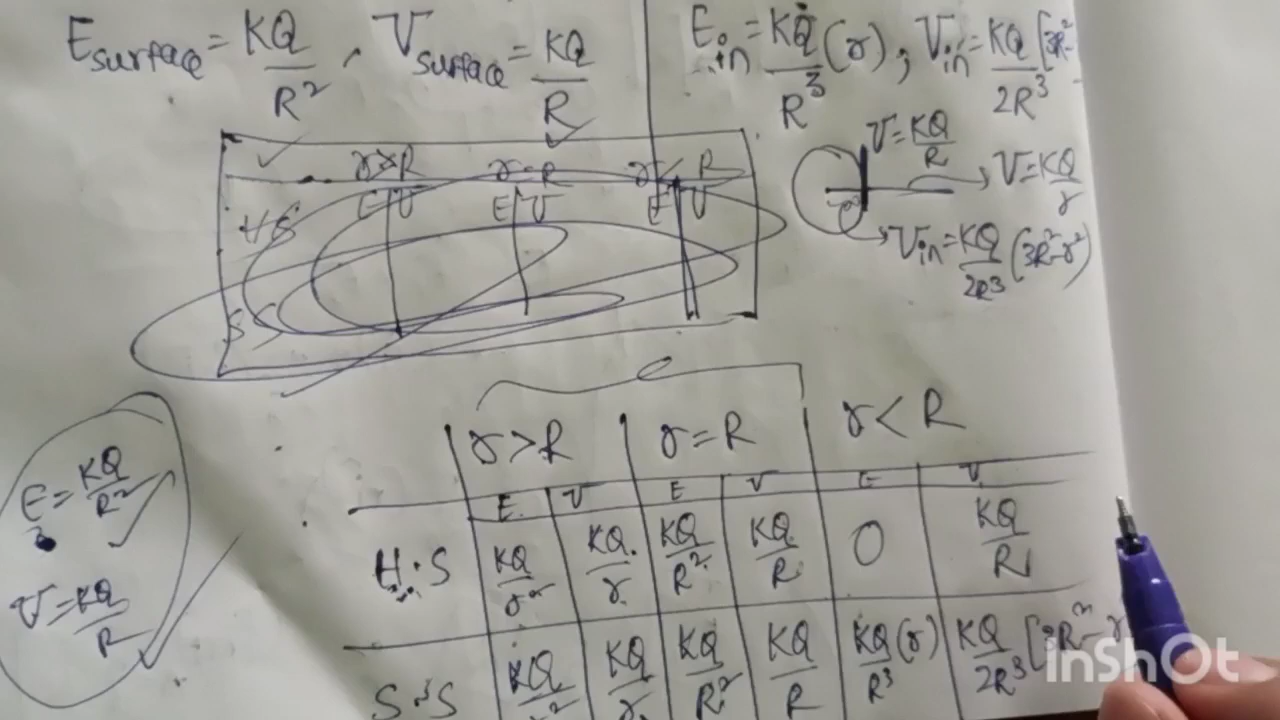 E surface = KQ/R², V surface = KQ/R
E in = KQ/R³ (r) ; V in = KQ/2R³ [3R²-
r>R r=R r<R
E V E V E V
H S
S S
V = KQ/R
V = KQ/r
V in = KQ/2R³ (3R²-r²)
r>R r=R r<R
E V E V E V
H.S KQ/r² KQ/r KQ/R² KQ/R 0 KQ/R
S.S KQ/r² KQ/r KQ/R² KQ/R KQ/R³ (r) KQ/2R³ [3R²-r
E = KQ/R²
V = KQ/R
inShOt